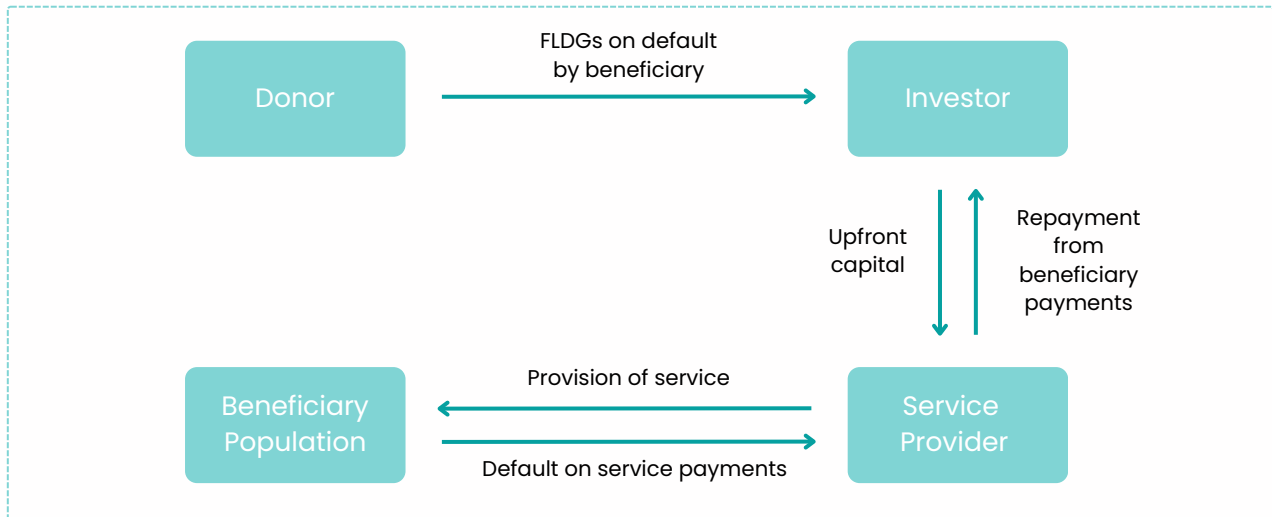 FLDGs on default
by beneficiary
Donor
Investor
Upfront
capital
Repayment
from
beneficiary
payments
Provision of service
Beneficiary
Population
Service
Provider
Default on service payments